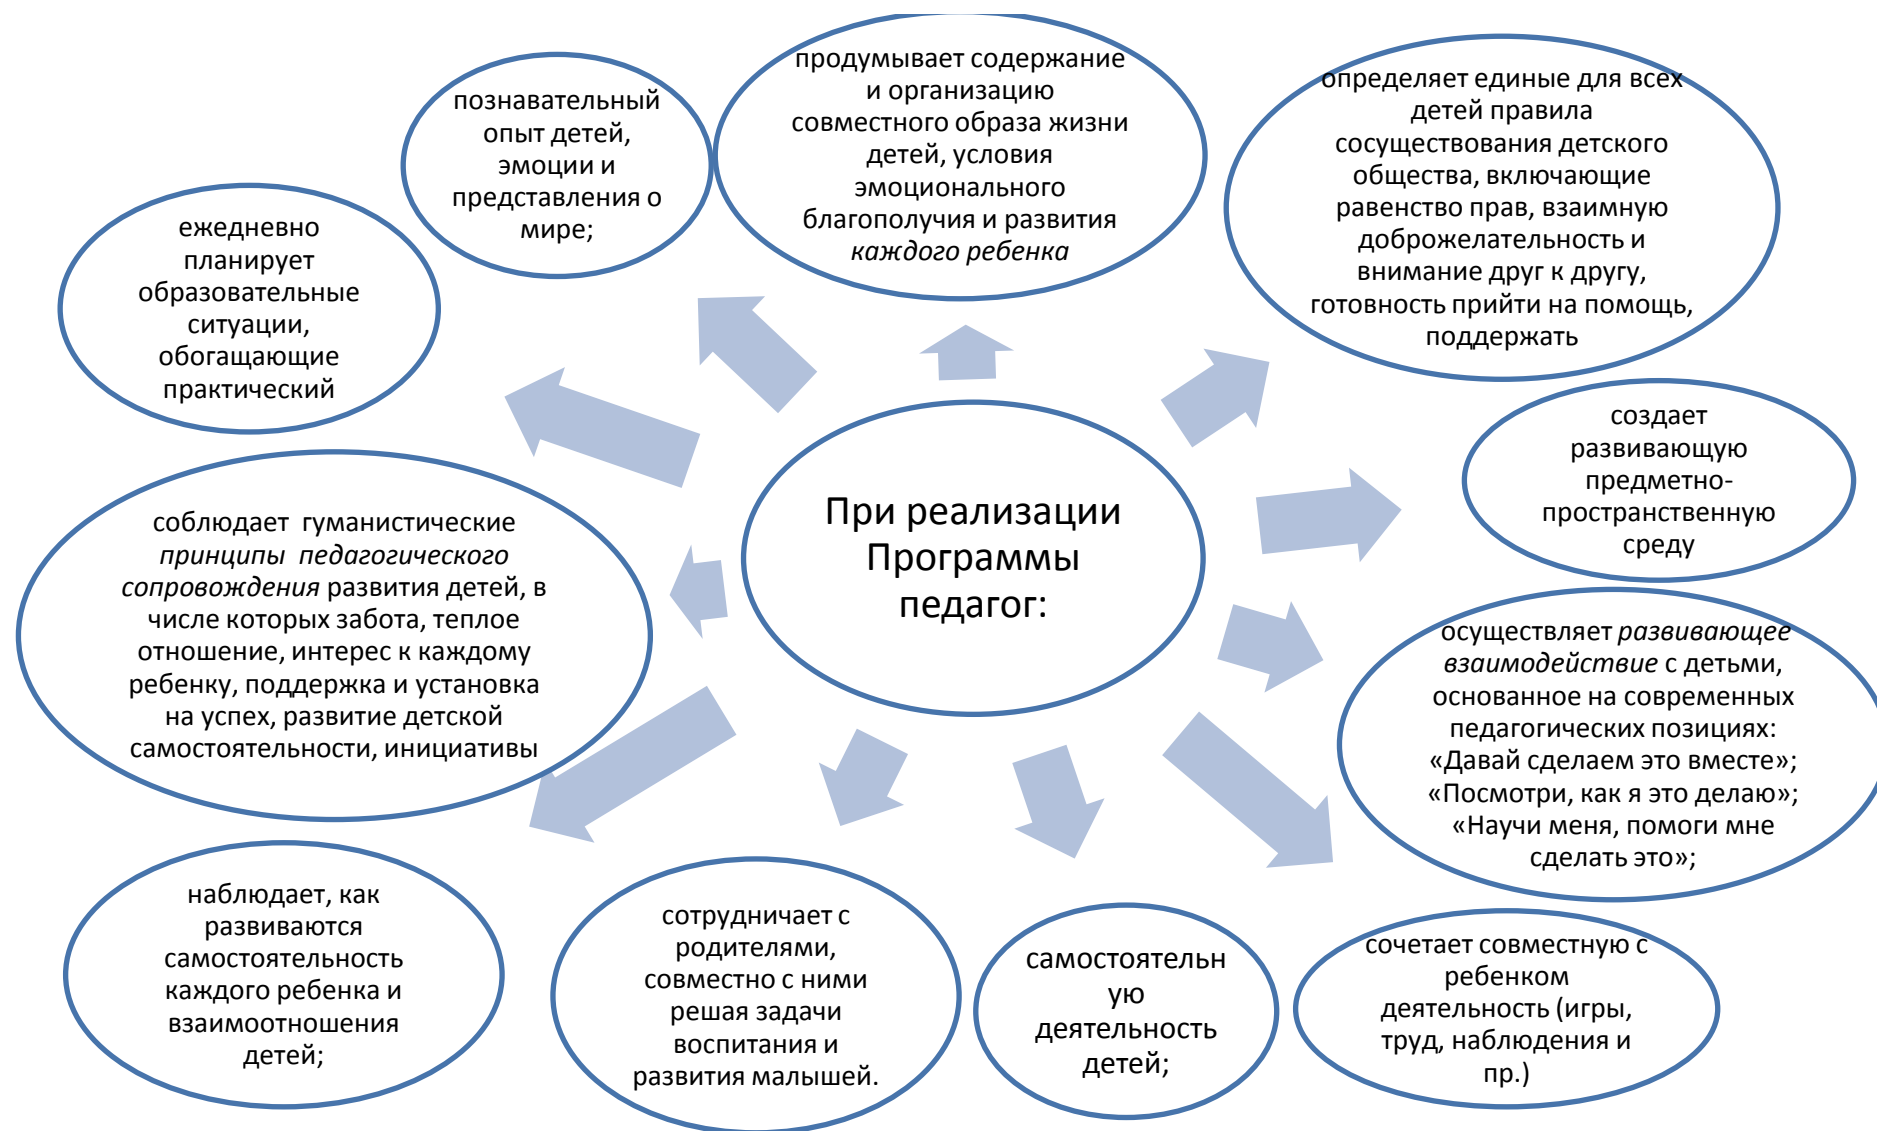 продумывает содержание
и организацию
совместного образа жизни
детей, условия
эмоционального
благополучия и развития
каждого ребенка
определяет единые для всех
детей правила
сосуществования детского
общества, включающие
равенство прав, взаимную
доброжелательность и
внимание друг к другу,
готовность прийти на помощь,
поддержать
познавательный
опыт детей,
эмоции и
представления о
мире;
ежедневно
планирует
образовательные
ситуации,
обогащающие
практический
создает
развивающую
предметно-
пространственную
среду
При реализации
Программы
педагог:
соблюдает гуманистические
принципы педагогического
сопровождения развития детей, в
числе которых забота, теплое
отношение, интерес к каждому
ребенку, поддержка и установка
на успех, развитие детской
самостоятельности, инициативы
осуществляет развивающее
взаимодействие с детьми,
основанное на современных
педагогических позициях:
«Давай сделаем это вместе»;
«Посмотри, как я это делаю»;
«Научи меня, помоги мне
сделать это»;
наблюдает, как
развиваются
самостоятельность
каждого ребенка и
взаимоотношения
детей;
сотрудничает с
родителями,
совместно с ними
решая задачи
воспитания и
развития малышей.
самостоятельн
ую
деятельность
детей;
сочетает совместную с
ребенком
деятельность (игры,
труд, наблюдения и
пр.)